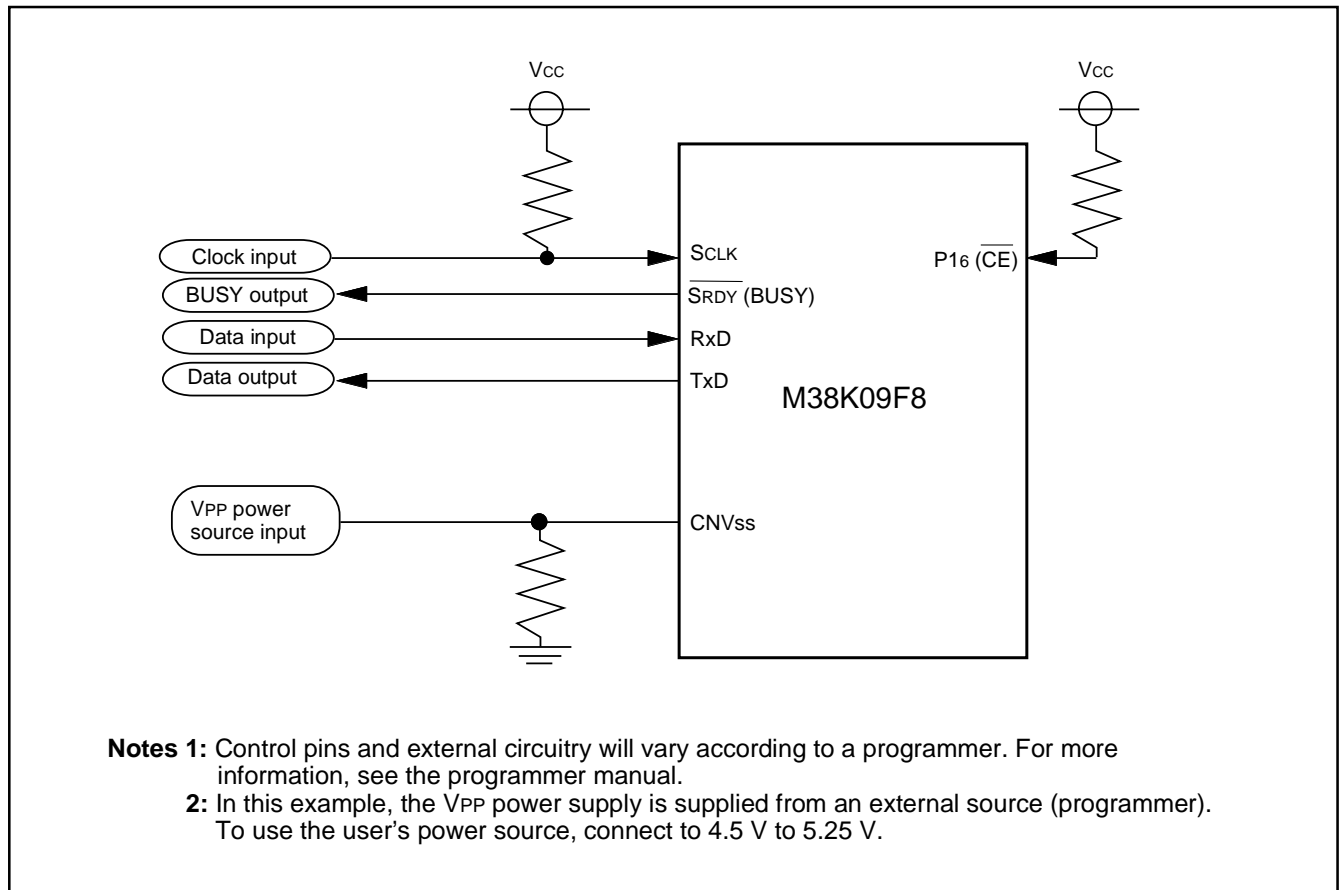 Vcc
Vcc
Clock input
SCLK
P16 (CE)
BUSY output
SRDY (BUSY)
Data input
RxD
Data output
TxD
M38K09F8
VPP power
source input
CNVss
Notes 1: Control pins and external circuitry will vary according to a programmer. For more
information, see the programmer manual.
2: In this example, the VPP power supply is supplied from an external source (programmer).
To use the user's power source, connect to 4.5 V to 5.25 V.